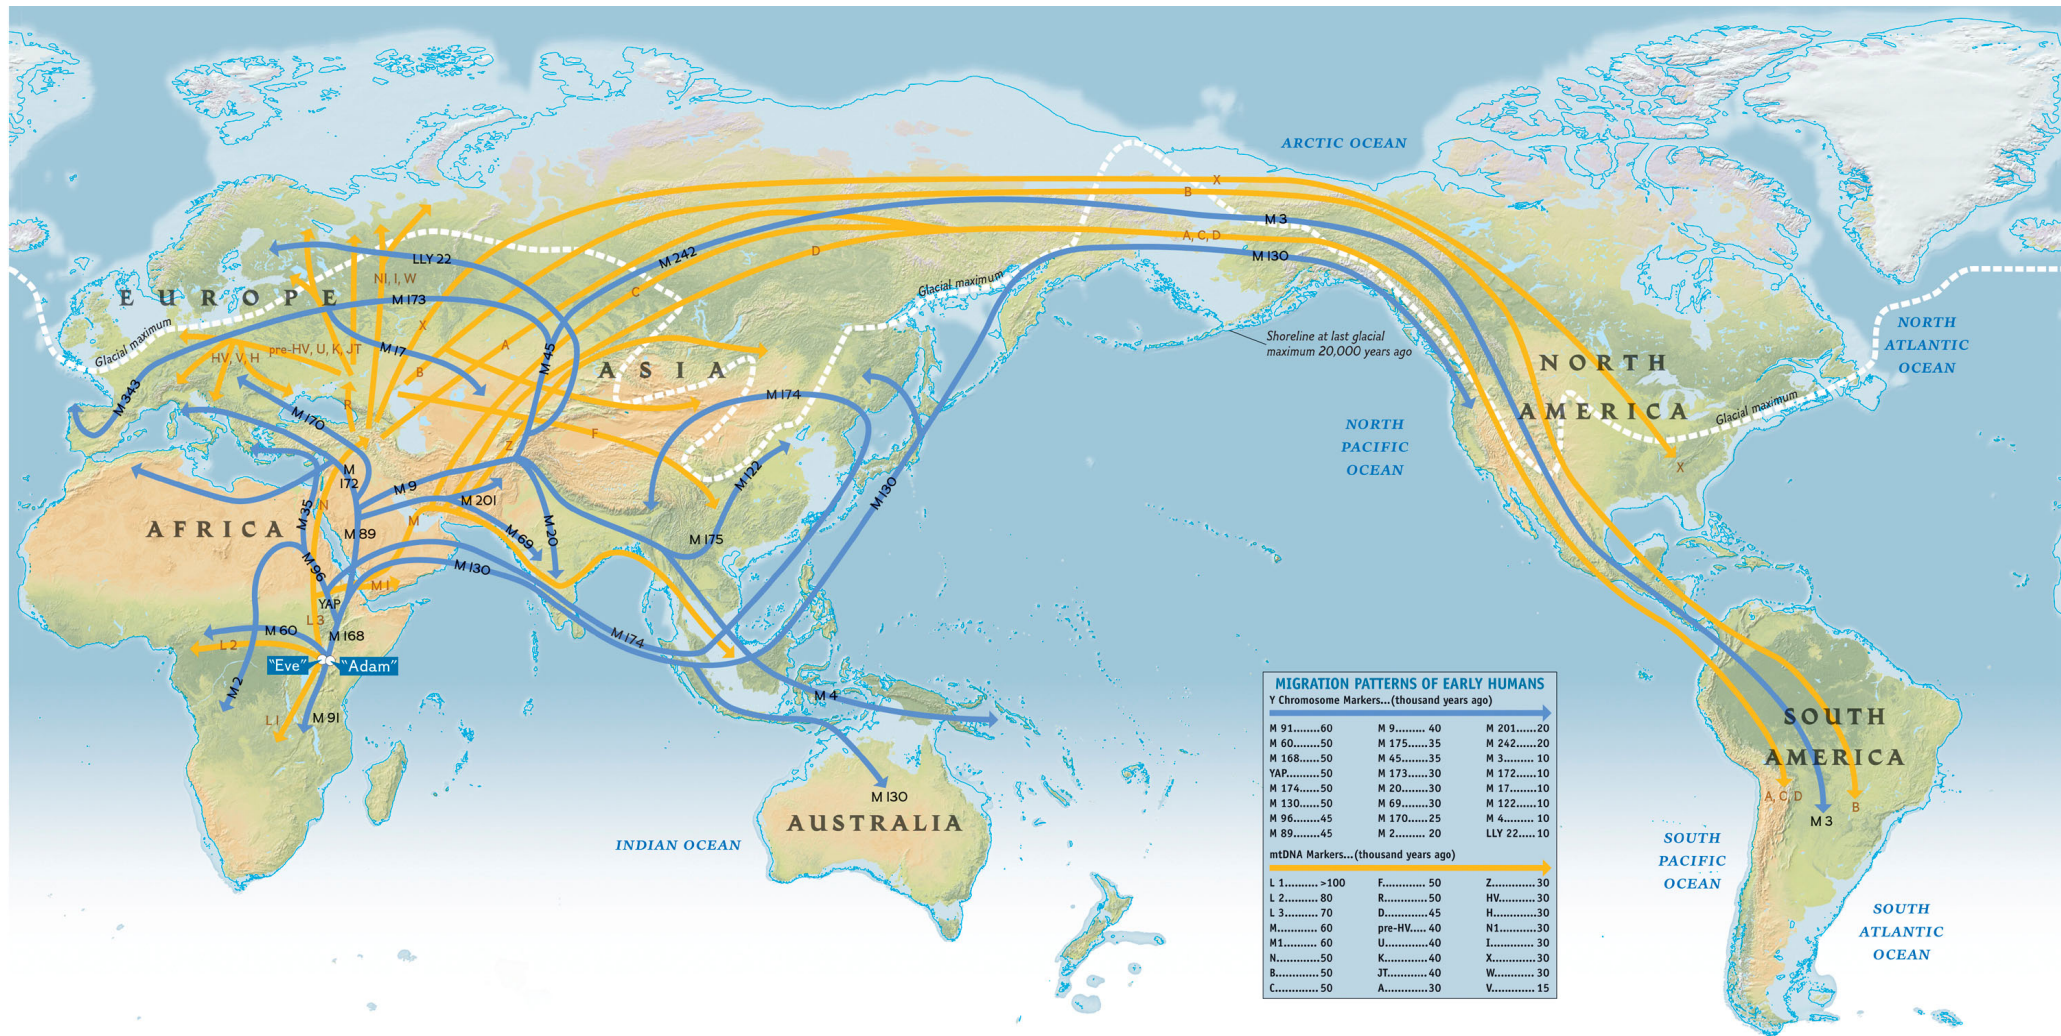 ARCTIC OCEAN
X
B
M 3
A, C, D
M 130
M 242
D
C
LLY 22
NI, I, W
EUROPE
M 173
Glacial maximum
Glacial maximum
X
A
B
M 17
HV, V, H
pre-HV, U, K, JT
M 45
ASIA
M 343
R
M 170
M 174
F
Z
Shoreline at last glacial
maximum 20,000 years ago
NORTH
AMERICA
Glacial maximum
NORTH
ATLANTIC
OCEAN
NORTH
PACIFIC
OCEAN
X
M
172
M 9
M 201
M 122
M 130
M 35
N
M
AFRICA
M 89
M 69
M 20
M 175
M 96
M 1
M 130
YAP
L 3
M 60
M 168
L 2
"Eve"
"Adam"
M 174
M 2
L 1
M 91
M 4
M 130
AUSTRALIA
INDIAN OCEAN
SOUTH
AMERICA
A, C, D
B
M 3
SOUTH
PACIFIC
OCEAN
SOUTH
ATLANTIC
OCEAN
MIGRATION PATTERNS OF EARLY HUMANS
Y Chromosome Markers...(thousand years ago)
M 91........60 M 9......... 40 M 201......20
M 60........50 M 175......35 M 242......20
M 168......50 M 45........35 M 3......... 10
YAP..........50 M 173......30 M 172......10
M 174......50 M 20........30 M 17........10
M 130......50 M 69........30 M 122......10
M 96........45 M 170......25 M 4......... 10
M 89........45 M 2......... 20 LLY 22.....10
mtDNA Markers...(thousand years ago)
L 1.......... >100 F............. 50 Z............. 30
L 2.......... 80 R.............50 HV...........30
L 3.......... 70 D.............45 H.............30
M............ 60 pre-HV..... 40 N1...........30
M1.......... 60 U.............40 I..............30
N.............50 K............. 40 X............. 30
B.............50 JT............40 W............30
C............. 50 A.............30 V............. 15